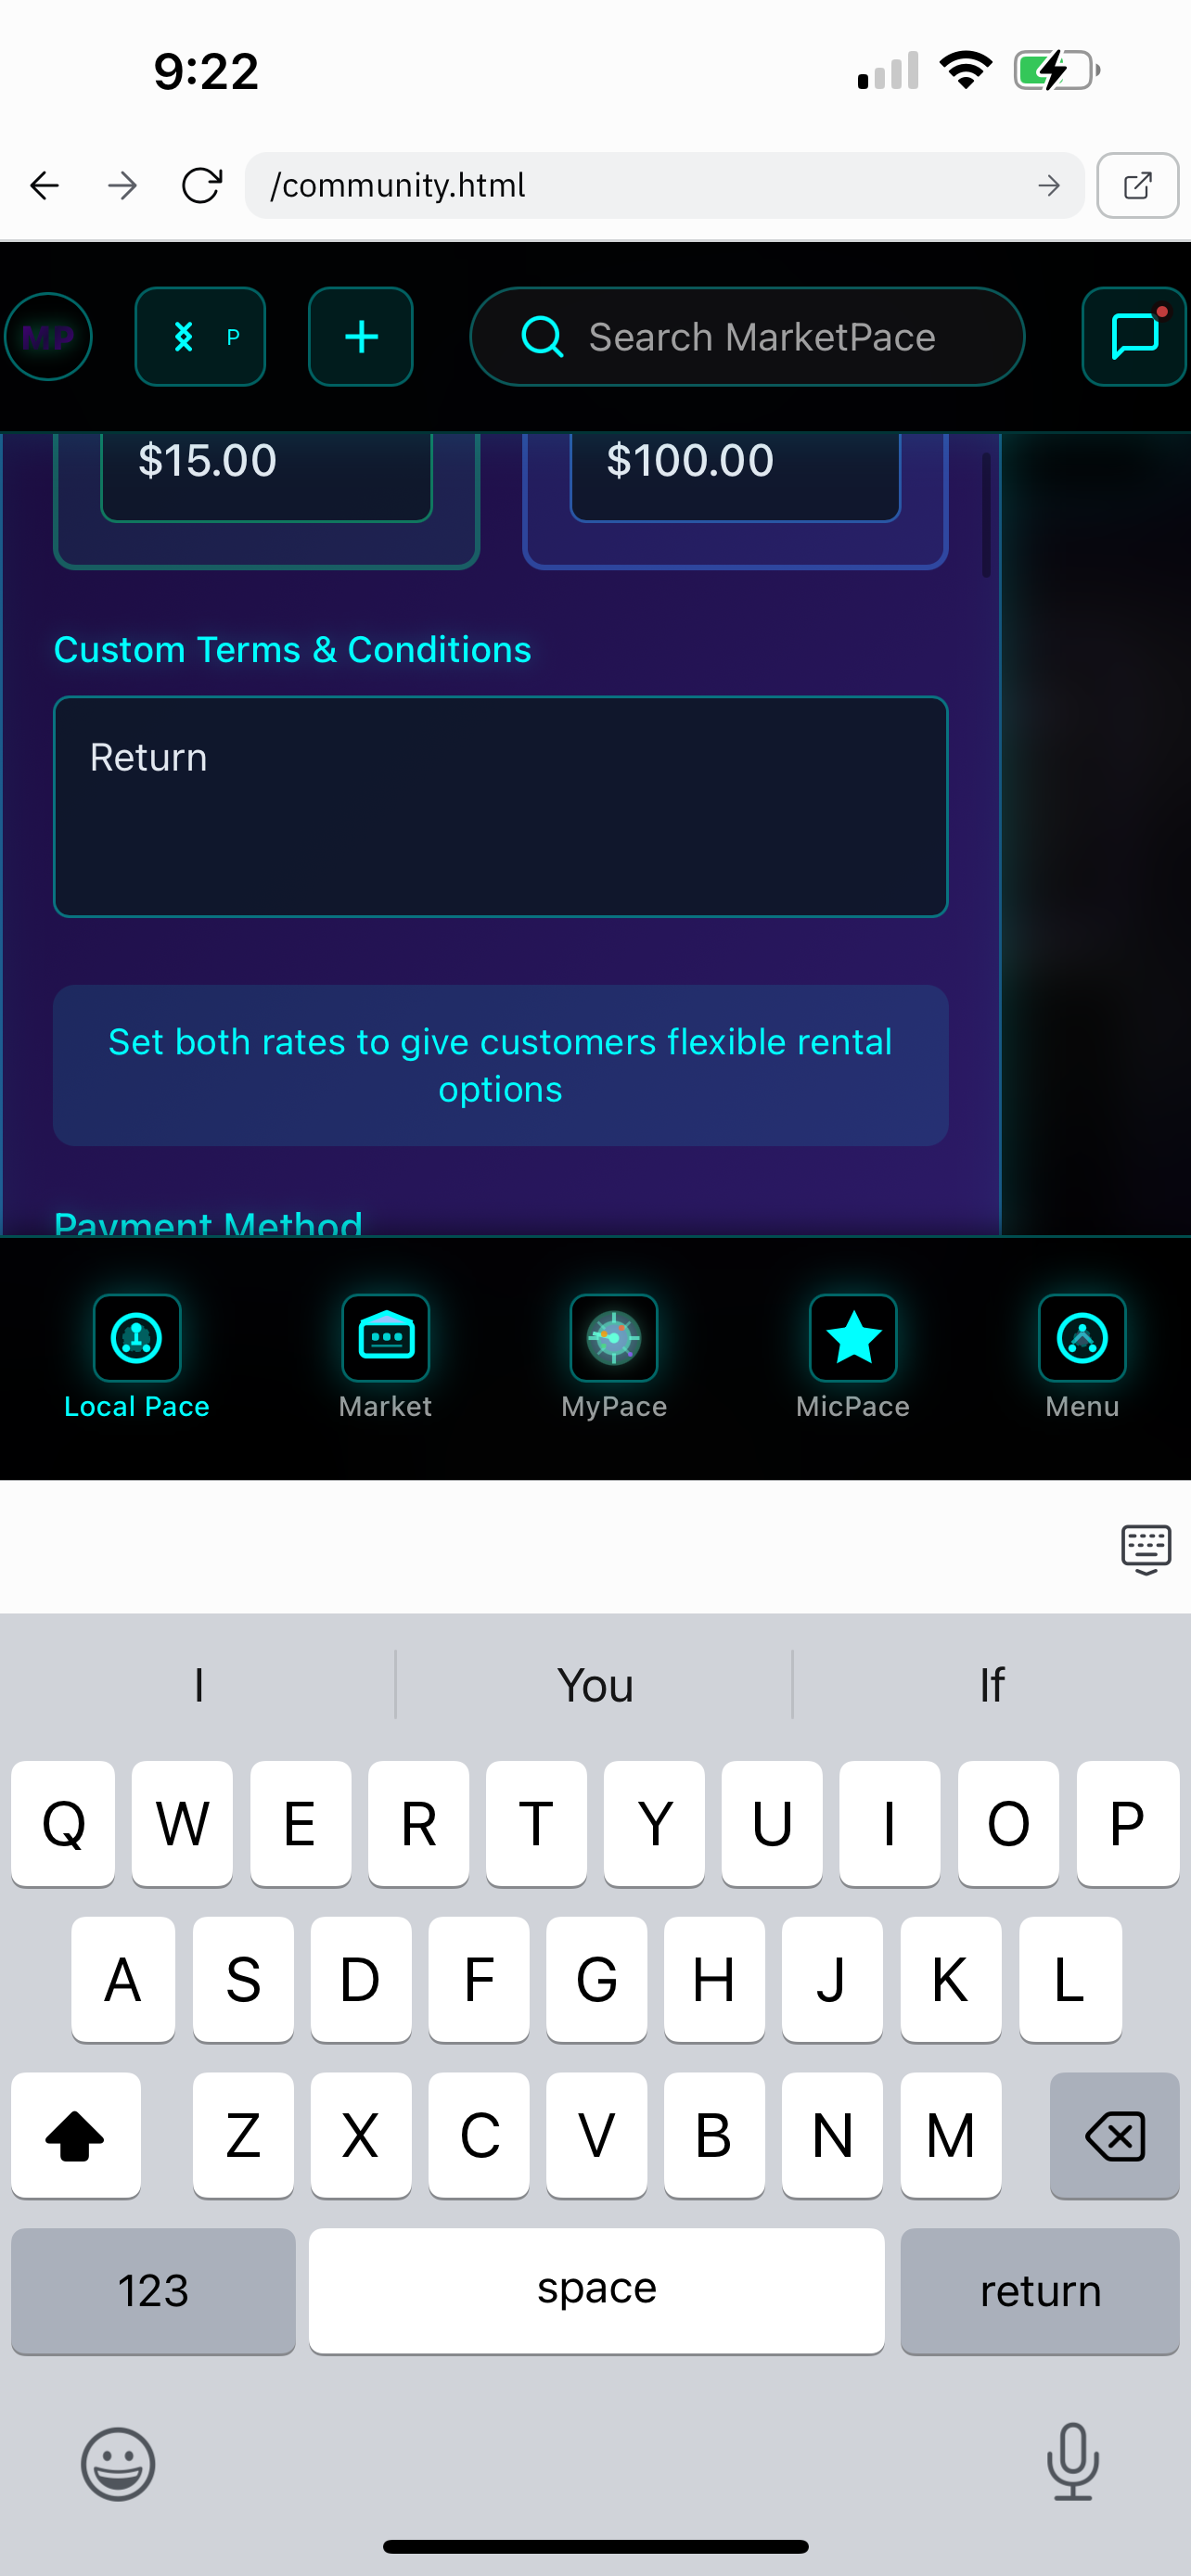 9:22
/community.html
MP
P
Search MarketPace
$15.00
$100.00
Custom Terms & Conditions
Return
Set both rates to give customers flexible rental
options
Payment Method
Local Pace
Market
MyPace
MicPace
Menu
I
You
If
Q W E R T Y U I O P
A S D F G H J K L
Z X C V B N M
123
space
return